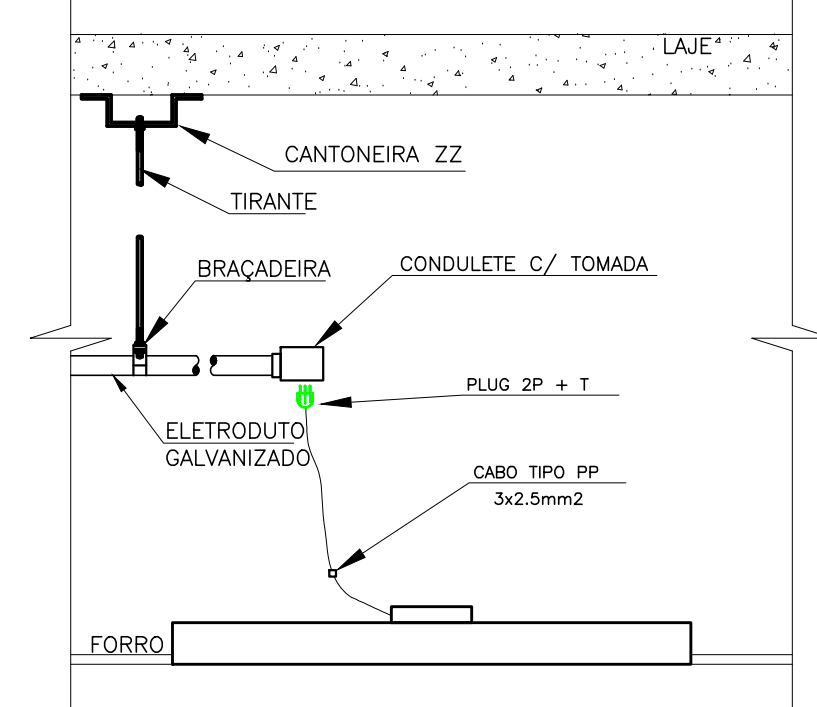 LAJE
CANTONEIRA ZZ
TIRANTE
BRAÇADEIRA
CONDULETE C/ TOMADA
PLUG 2P + T
ELETRODUTO
GALVANIZADO
CABO TIPO PP
3x2.5mm2
FORRO